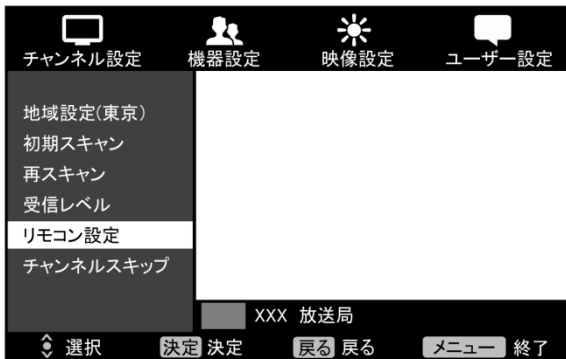 チャンネル設定 機器設定 映像設定 ユーザー設定
地域設定(東京)
初期スキャン
再スキャン
受信レベル
リモコン設定
チャンネルスキップ
XXX 放送局
選択 決定 決定 戻る 戻る メニュー 終了